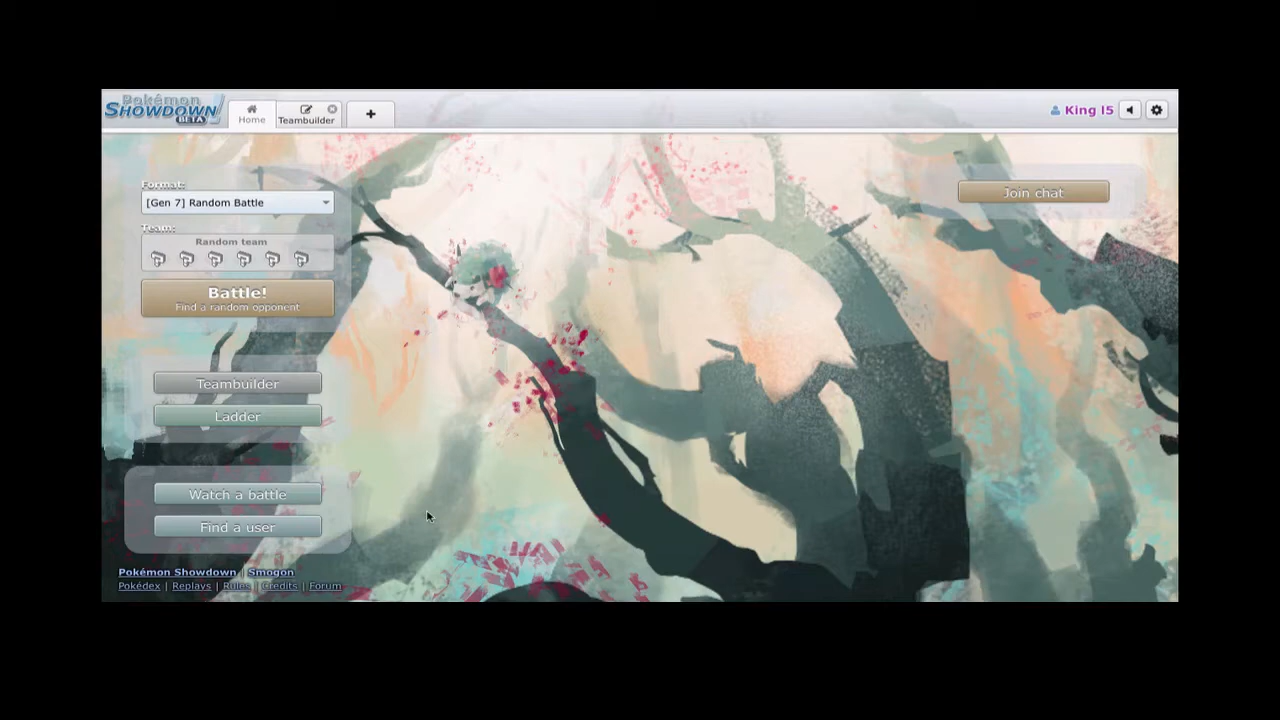 Pokémon
SHOWDOWN!
BETA
Home
Teambuilder
King I5
Format:
[Gen 7] Random Battle
Team:
Random team
Battle!
Find a random opponent
Join chat
Teambuilder
Ladder
Watch a battle
Find a user
Pokémon Showdown | Smogon
Pokédex | Replays | Rules | Credits | Forum